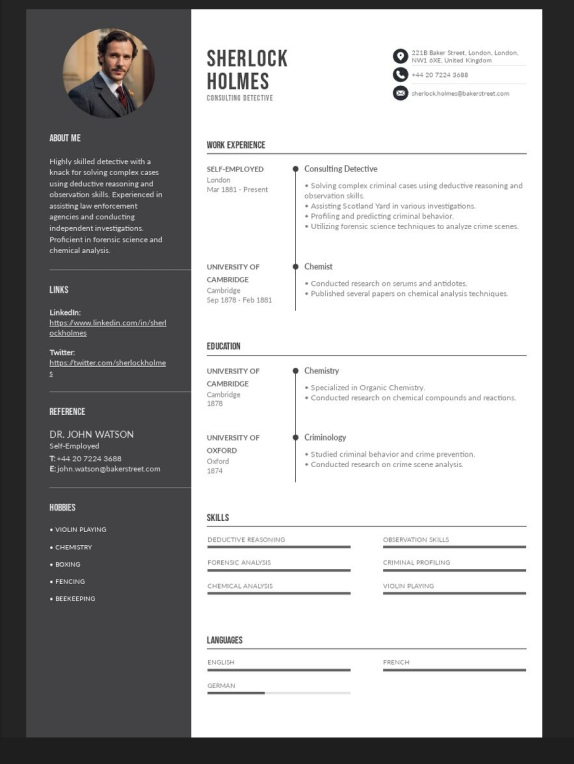 SHERLOCK
HOLMES
CONSULTING DETECTIVE
221B Baker Street, London, London,
NW1 6XE, United Kingdom
+44 20 7224 3688
sherlock.holmes@bakerstreet.com
ABOUT ME
Highly skilled detective with a
knack for solving complex cases
using deductive reasoning and
observation skills. Experienced in
assisting law enforcement
agencies and conducting
independent investigations.
Proficient in forensic science and
chemical analysis.
LINKS
LinkedIn:
https://www.linkedin.com/in/sherl
ockholmes
Twitter:
https://twitter.com/sherlockholme
s
REFERENCE
DR. JOHN WATSON
Self-Employed
T: +44 20 7224 3688
E: john.watson@bakerstreet.com
HOBBIES
• VIOLIN PLAYING
• CHEMISTRY
• BOXING
• FENCING
• BEEKEEPING
WORK EXPERIENCE
SELF-EMPLOYED
London
Mar 1881 - Present
Consulting Detective
• Solving complex criminal cases using deductive reasoning and
observation skills.
• Assisting Scotland Yard in various investigations.
• Profiling and predicting criminal behavior.
• Utilizing forensic science techniques to analyze crime scenes.
UNIVERSITY OF
CAMBRIDGE
Cambridge
Sep 1878 - Feb 1881
Chemist
• Conducted research on serums and antidotes.
• Published several papers on chemical analysis techniques.
EDUCATION
UNIVERSITY OF
CAMBRIDGE
Cambridge
1878
Chemistry
• Specialized in Organic Chemistry.
• Conducted research on chemical compounds and reactions.
UNIVERSITY OF
OXFORD
Oxford
1874
Criminology
• Studied criminal behavior and crime prevention.
• Conducted research on crime scene analysis.
SKILLS
DEDUCTIVE REASONING
OBSERVATION SKILLS
FORENSIC ANALYSIS
CRIMINAL PROFILING
CHEMICAL ANALYSIS
VIOLIN PLAYING
LANGUAGES
ENGLISH
FRENCH
GERMAN